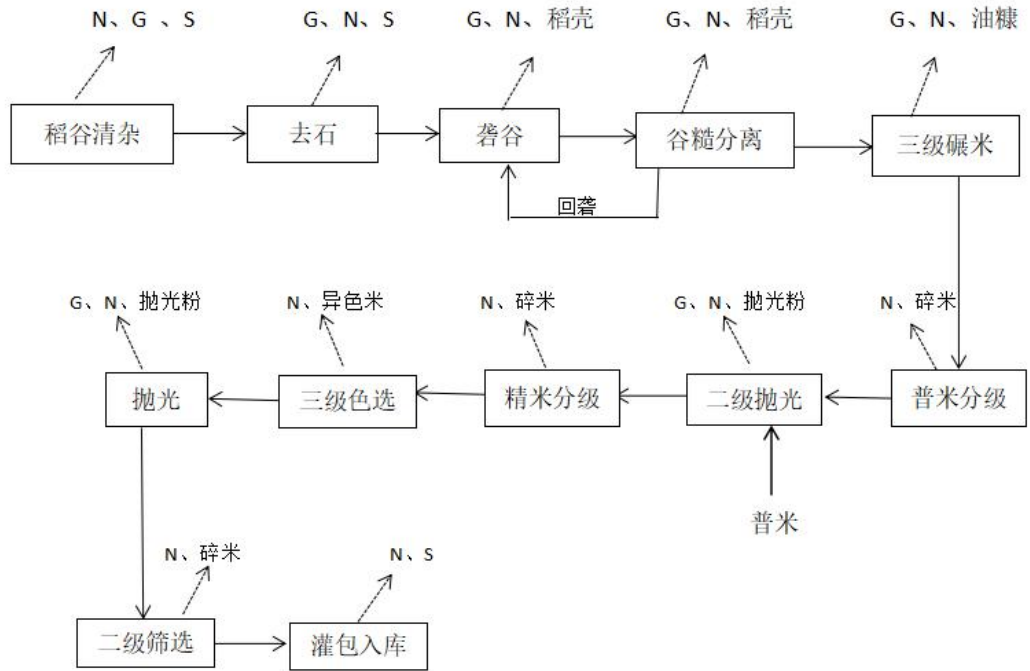 N、G 、S
G、N、S
G、N、稻壳
G、N、稻壳
G、N、油糠
稻谷清杂
去石
砻谷
谷糙分离
三级碾米
回砻
G、N、抛光粉
N、异色米
N、碎米
G、N、抛光粉
N、碎米
抛光
三级色选
精米分级
二级抛光
普米分级
普米
N、碎米
N、S
二级筛选
灌包入库